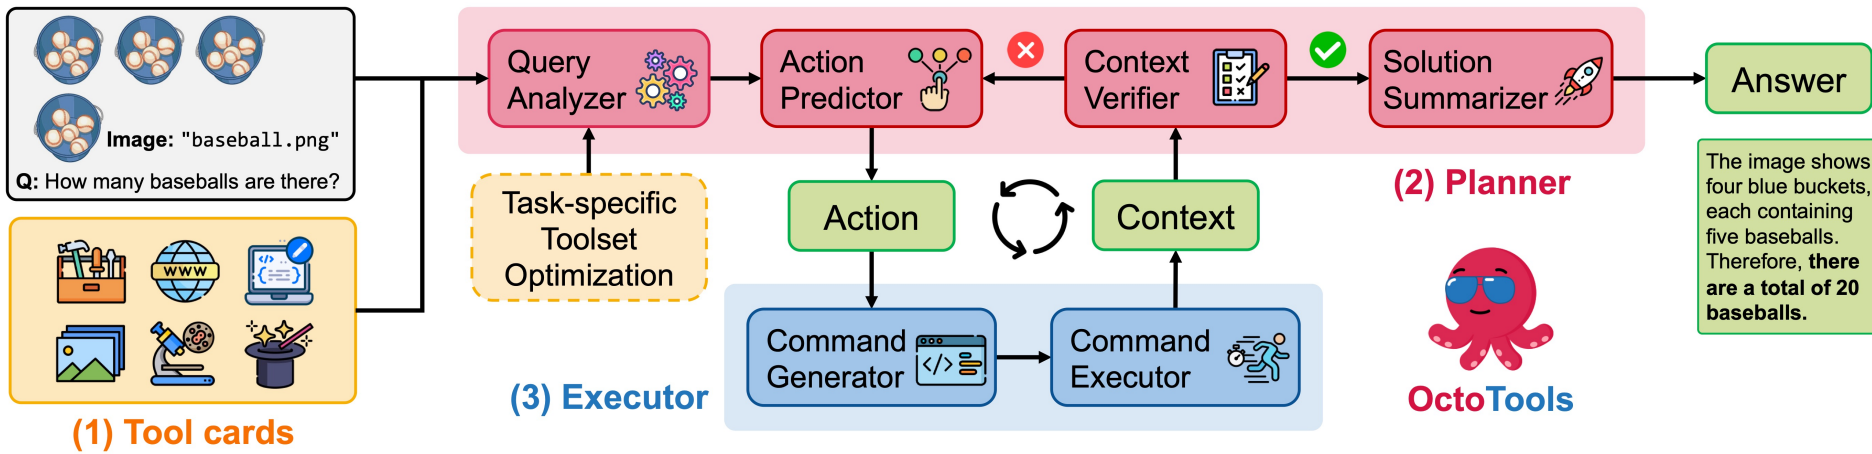 Image: "baseball.png"
Q: How many baseballs are there?
WWW
(1) Tool cards
Query
Analyzer
Action
Predictor
Context
Verifier
Solution
Summarizer
Answer
Task-specific
Toolset
Optimization
Action
Context
(2) Planner
Command
Generator
Command
Executor
(3) Executor
OctoTools
The image shows
four blue buckets,
each containing
five baseballs.
Therefore, there
are a total of 20
baseballs.